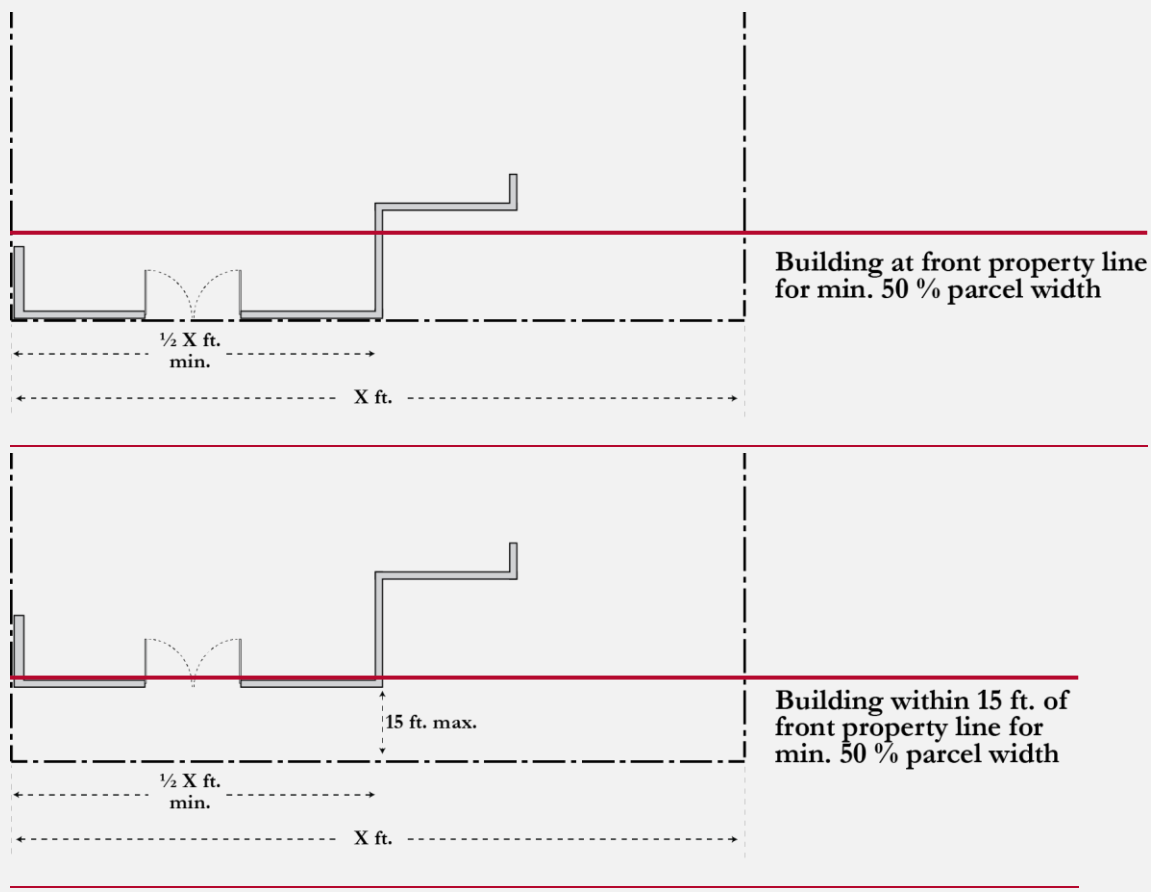 Building at front property line
for min. 50 % parcel width
½ X ft.
min.
X ft.
Building within 15 ft. of
front property line for
min. 50 % parcel width
15 ft. max.
½ X ft.
min.
X ft.